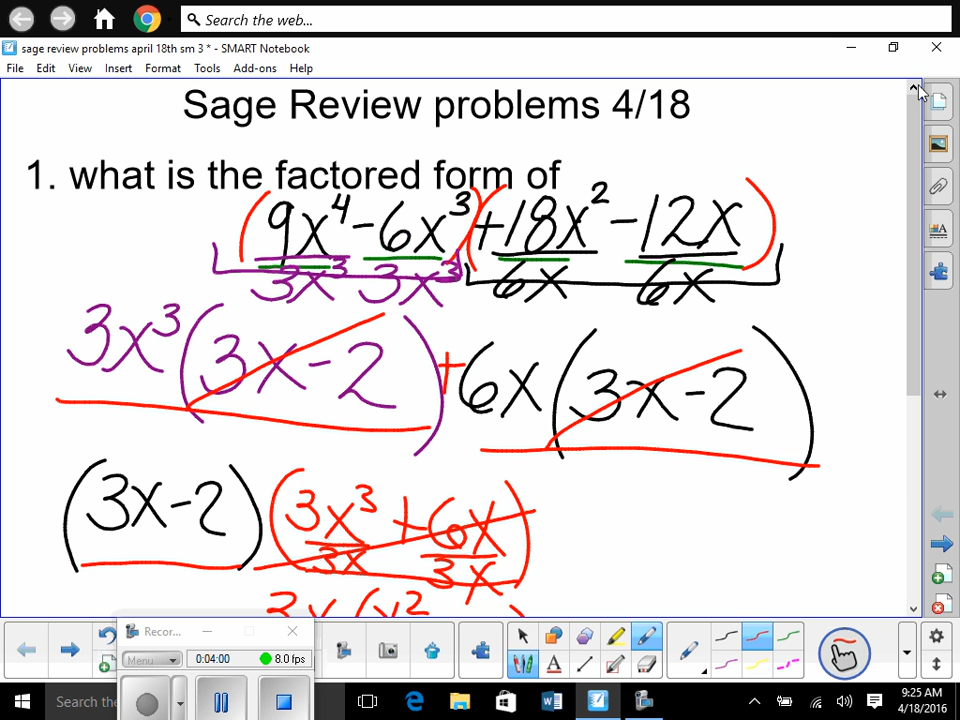 Search the web...
sage review problems april 18th sm 3 * - SMART Notebook
File Edit View Insert Format Tools Add-ons Help
Sage Review problems 4/18
1. what is the factored form of
(9x⁴ - 6x³)(+18x² - 12x)
3x³ 3x³ 6x 6x
3x³(3x - 2) + 6x(3x - 2)
(3x - 2)(3x³ + 6x)
3x 3x
Recor...
Menu 0:04:00 8.0 fps
A
Search the
9:25 AM
4/18/2016